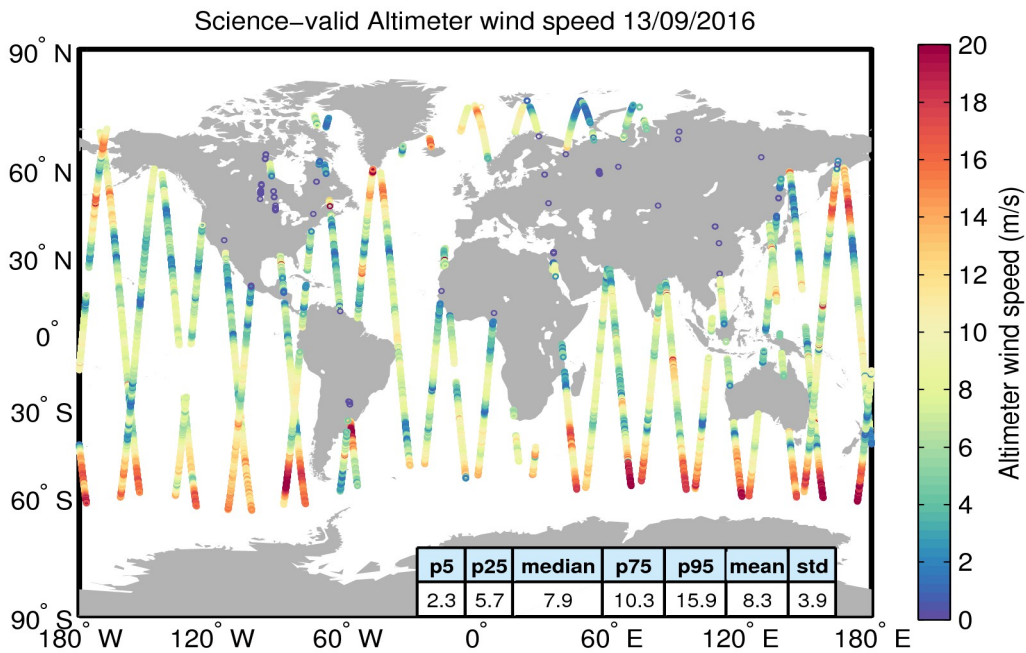 Science−valid Altimeter wind speed 13/09/2016
90° N
60° N
30° N
0°
30° S
60° S
90° S
180° W
120° W
60° W
0°
60° E
120° E
180° E
p5 p25 median p75 p95 mean std
2.3 5.7 7.9 10.3 15.9 8.3 3.9
20
18
16
14
12
10
8
6
4
2
0
Altimeter wind speed (m/s)